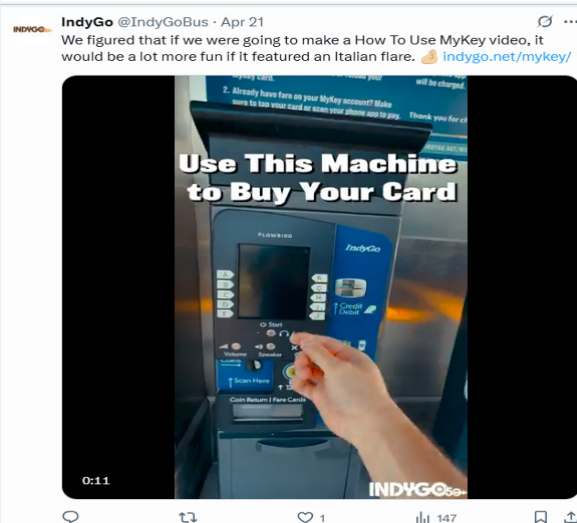 INDYGO
IndyGo @IndyGoBus · Apr 21
We figured that if we were going to make a How To Use MyKey video, it
would be a lot more fun if it featured an Italian flare. 🤌 indygo.net/mykey/
card.
will be charged.
2. Already have fare on your MyKey account? Make
sure to tap your card or scan your phone app to pay.
Thank you for
Use This Machine
to Buy Your Card
FLOWBIRD
IndyGo
A
B
C
D
E
F
G
H
I
Credit
Debit
Start
Volume
Speaker
Coins
Scan Here
Coin Return / Fare Cards
0:11
INDYGO
1
147